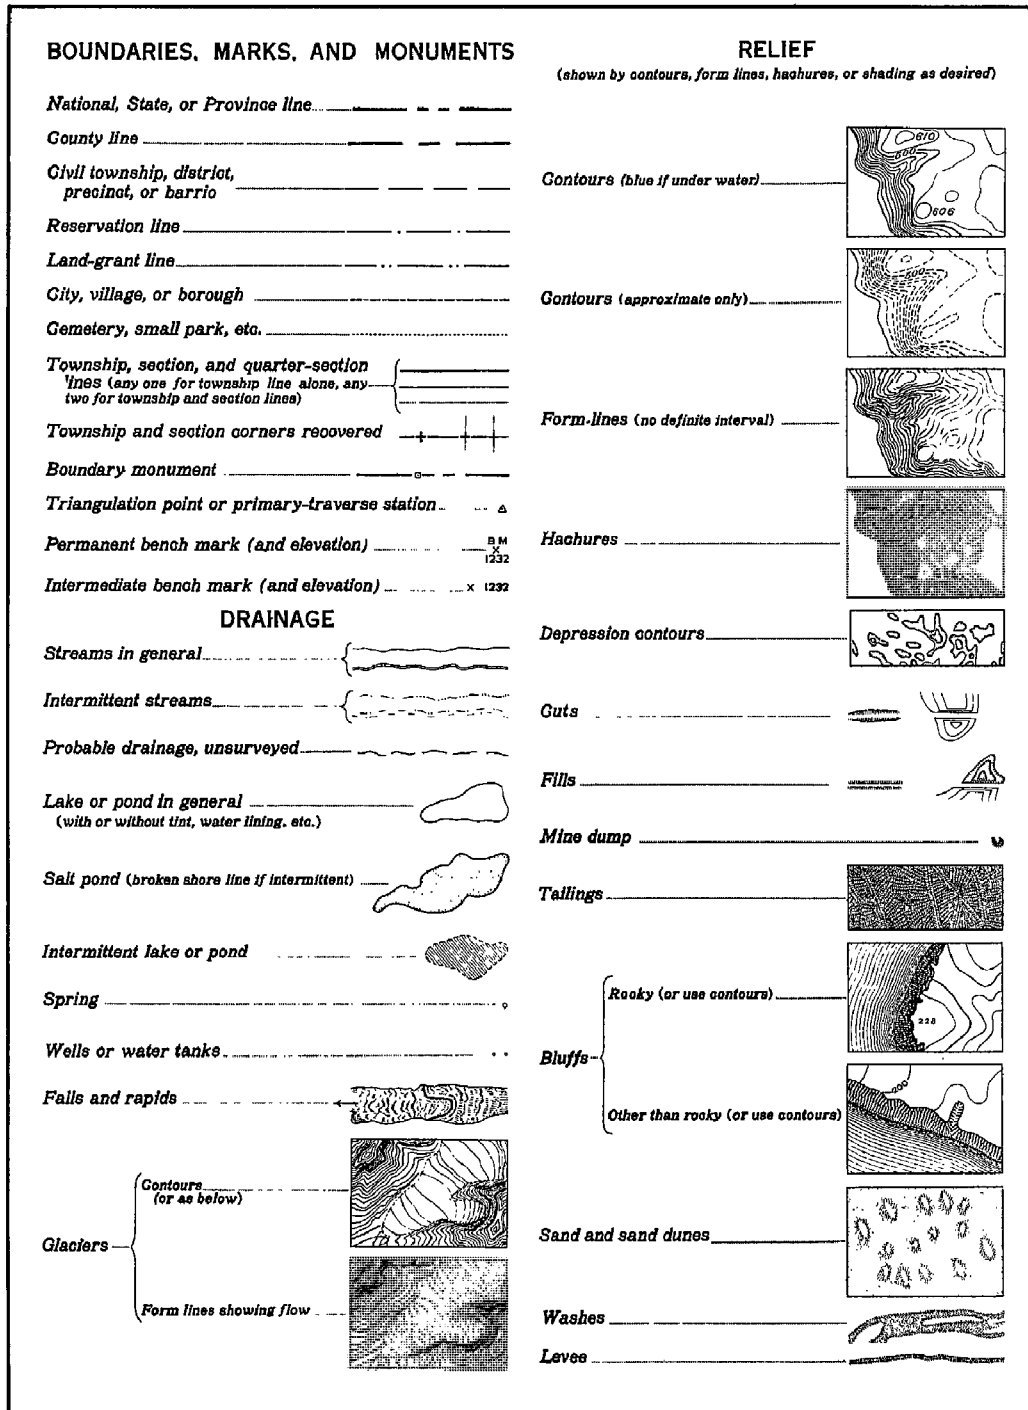 BOUNDARIES, MARKS, AND MONUMENTS
National, State, or Province line
County line
Civil township, district,
precinct, or barrio
Reservation line
Land-grant line
City, village, or borough
Cemetery, small park, etc.
Township, section, and quarter-section
lines (any one for township line alone, any
two for township and section lines)
Township and section corners recovered
Boundary monument
Triangulation point or primary-traverse station
Permanent bench mark (and elevation)
B M
X
1232
Intermediate bench mark (and elevation)
X 1232
DRAINAGE
Streams in general
Intermittent streams
Probable drainage, unsurveyed
Lake or pond in general
(with or without tint, water lining, etc.)
Salt pond (broken shore line if intermittent)
Intermittent lake or pond
Spring
Wells or water tanks
Falls and rapids
Glaciers
Contours
(or as below)
Form lines showing flow
RELIEF
(shown by contours, form lines, hachures, or shading as desired)
Contours (blue if under water)
610
600
606
Contours (approximate only)
600
Form-lines (no definite interval)
Hachures
Depression contours
Cuts
Fills
Mine dump
Tailings
Bluffs
Rocky (or use contours)
228
Other than rocky (or use contours)
200
Sand and sand dunes
Washes
Levee